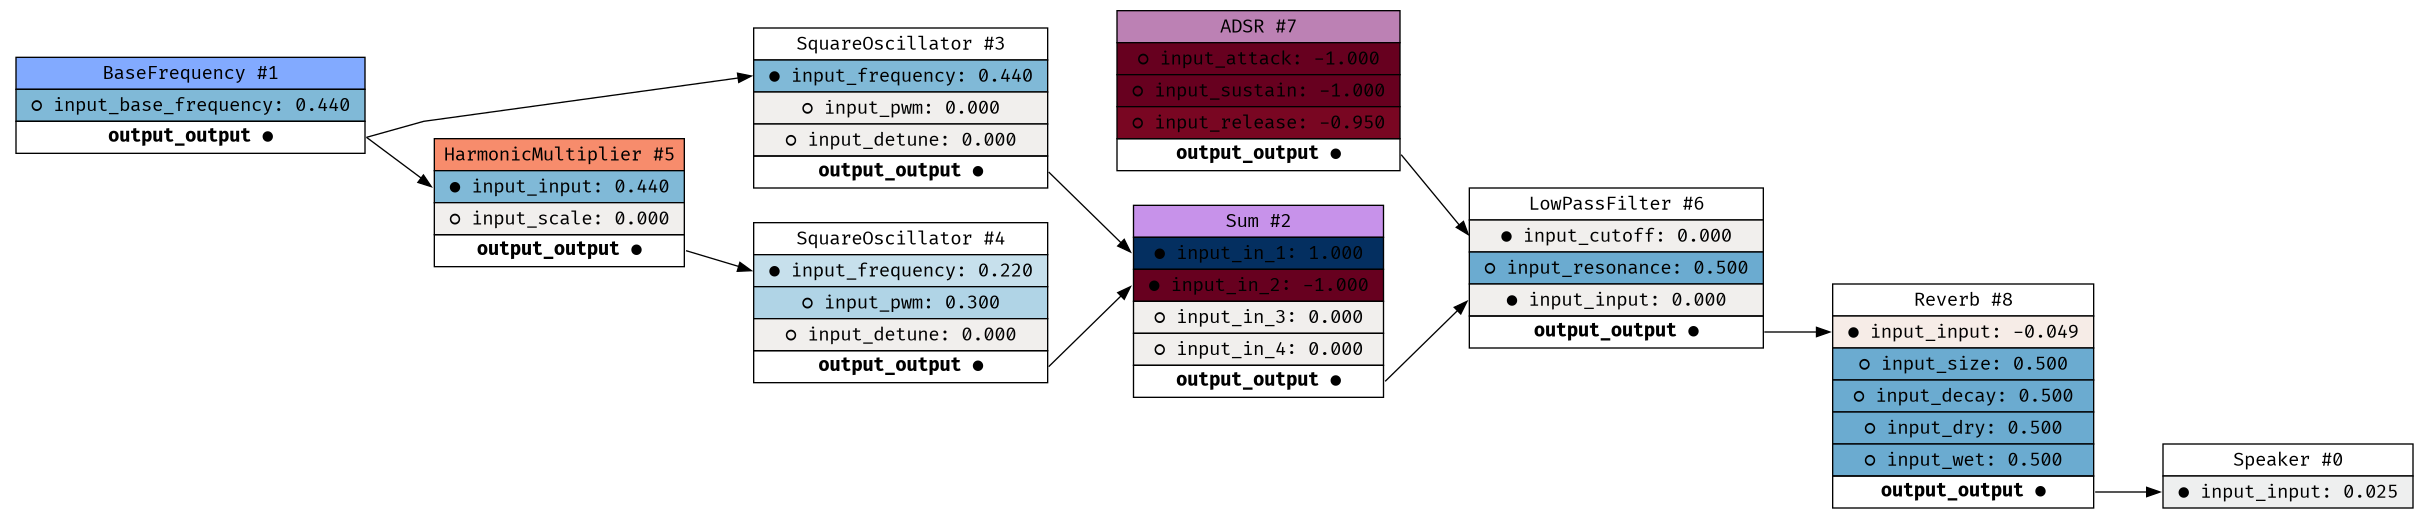 BaseFrequency #1
○ input_base_frequency: 0.440
output_output ●
HarmonicMultiplier #5
● input_input: 0.440
○ input_scale: 0.000
output_output ●
SquareOscillator #3
● input_frequency: 0.440
○ input_pwm: 0.000
○ input_detune: 0.000
output_output ●
SquareOscillator #4
● input_frequency: 0.220
○ input_pwm: 0.300
○ input_detune: 0.000
output_output ●
ADSR #7
○ input_attack: -1.000
○ input_sustain: -1.000
○ input_release: -0.950
output_output ●
Sum #2
● input_in_1: 1.000
● input_in_2: -1.000
○ input_in_3: 0.000
○ input_in_4: 0.000
output_output ●
LowPassFilter #6
● input_cutoff: 0.000
○ input_resonance: 0.500
● input_input: 0.000
output_output ●
Reverb #8
● input_input: -0.049
○ input_size: 0.500
○ input_decay: 0.500
○ input_dry: 0.500
○ input_wet: 0.500
output_output ●
Speaker #0
● input_input: 0.025